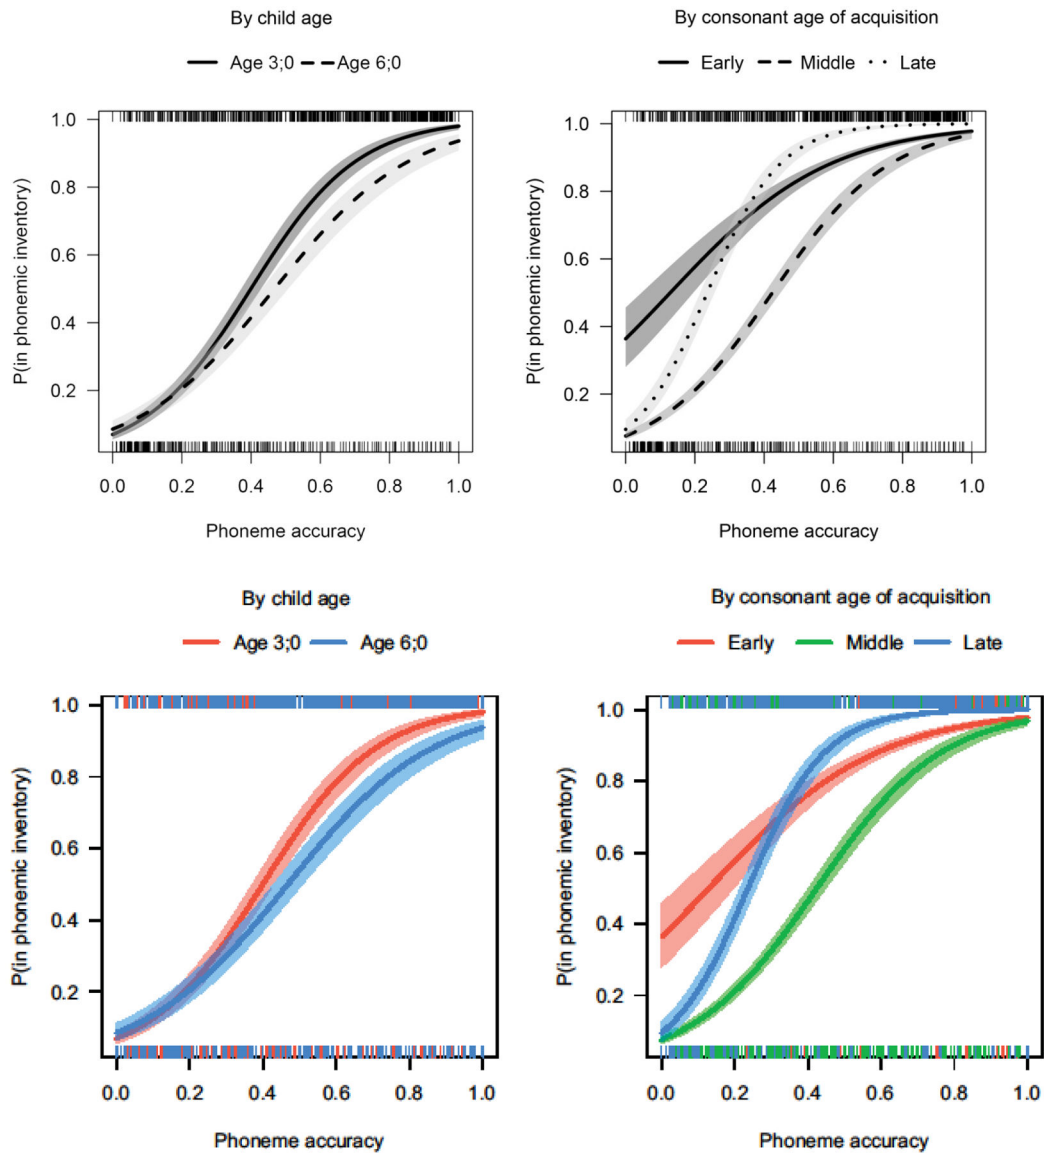 By child age
Age 3;0 Age 6;0
P(in phonemic inventory)
1.0
0.8
0.6
0.4
0.2
0.0 0.2 0.4 0.6 0.8 1.0
Phoneme accuracy
By consonant age of acquisition
Early Middle Late
P(in phonemic inventory)
1.0
0.8
0.6
0.4
0.2
0.0 0.2 0.4 0.6 0.8 1.0
Phoneme accuracy
By child age
Age 3;0 Age 6;0
P(in phonemic inventory)
1.0
0.8
0.6
0.4
0.2
0.0 0.2 0.4 0.6 0.8 1.0
Phoneme accuracy
By consonant age of acquisition
Early Middle Late
P(in phonemic inventory)
1.0
0.8
0.6
0.4
0.2
0.0 0.2 0.4 0.6 0.8 1.0
Phoneme accuracy